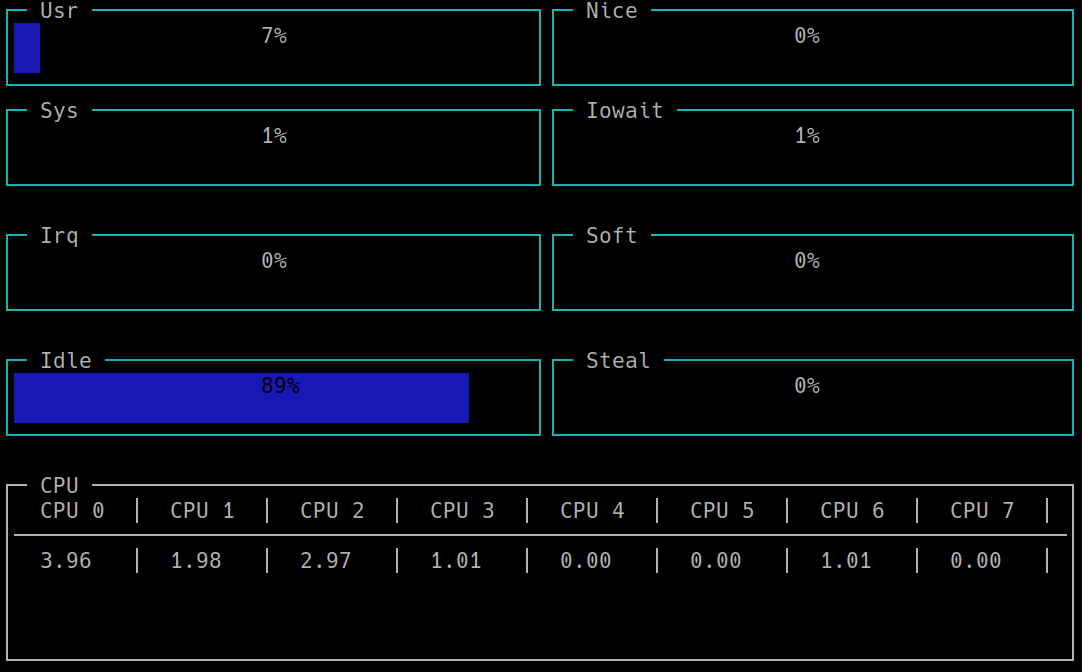 Usr Nice
7% 0%
Sys Iowait
1% 1%
Irq Soft
0% 0%
Idle Steal
89% 0%
CPU
CPU 0 CPU 1 CPU 2 CPU 3 CPU 4 CPU 5 CPU 6 CPU 7
3.96 1.98 2.97 1.01 0.00 0.00 1.01 0.00